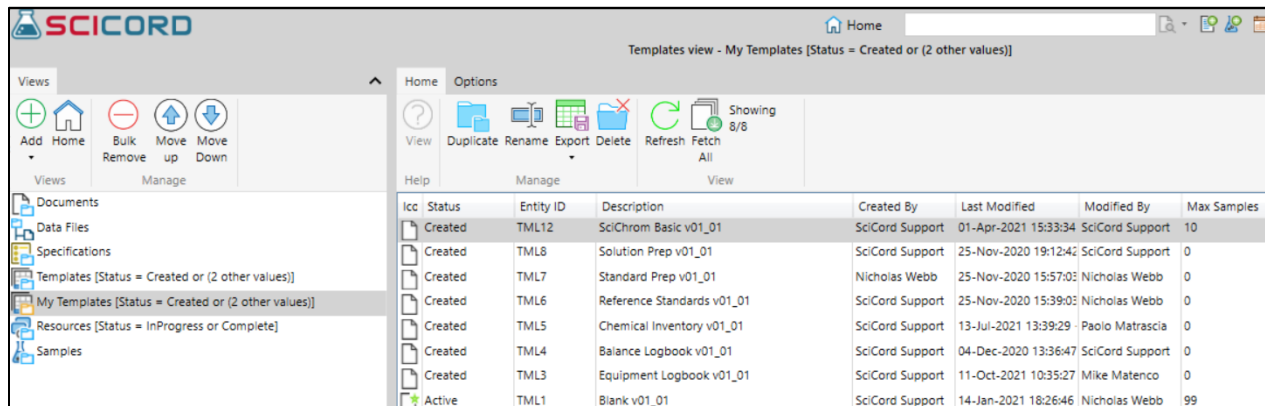 SCICORD
Home
Templates view - My Templates [Status = Created or (2 other values)]
Views
Home Options
Add Home Bulk Remove Move up Move Down
Views Manage
View Duplicate Rename Export Delete Refresh Fetch All Showing 8/8
Help Manage View
Documents
Data Files
Specifications
Templates [Status = Created or (2 other values)]
My Templates [Status = Created or (2 other values)]
Resources [Status = InProgress or Complete]
Samples
Icc Status Entity ID Description Created By Last Modified Modified By Max Samples
Created TML12 SciChrom Basic v01_01 SciCord Support 01-Apr-2021 15:33:34 SciCord Support 10
Created TML8 Solution Prep v01_01 SciCord Support 25-Nov-2020 19:12:42 SciCord Support 0
Created TML7 Standard Prep v01_01 Nicholas Webb 25-Nov-2020 15:57:03 Nicholas Webb 0
Created TML6 Reference Standards v01_01 SciCord Support 25-Nov-2020 15:39:03 Nicholas Webb 0
Created TML5 Chemical Inventory v01_01 SciCord Support 13-Jul-2021 13:39:29 Paolo Matrascia 0
Created TML4 Balance Logbook v01_01 SciCord Support 04-Dec-2020 13:36:47 SciCord Support 0
Created TML3 Equipment Logbook v01_01 SciCord Support 11-Oct-2021 10:35:27 Mike Matenco 0
Active TML1 Blank v01_01 SciCord Support 14-Jan-2021 18:26:46 Nicholas Webb 99